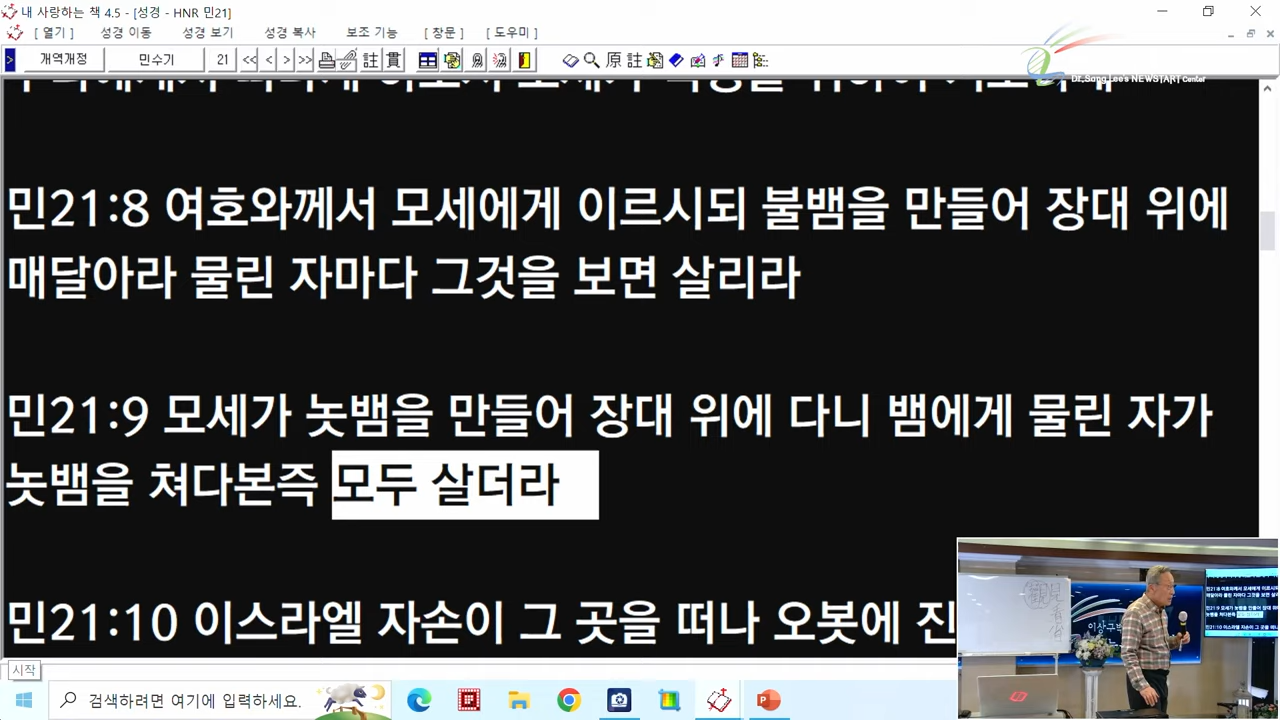 내 사랑하는 책 4.5 - [성경 - HNR 민21]
[ 열기 ] 성경 이동 성경 보기 성경 복사 보조 기능 [ 창문 ] [ 도우미 ]
개역개정 민수기 21 << < > >> 註 貫 原 註
Dr.Sang Lee's NEWSTART Center
민21:8 여호와께서 모세에게 이르시되 불뱀을 만들어 장대 위에
매달아라 물린 자마다 그것을 보면 살리라
민21:9 모세가 놋뱀을 만들어 장대 위에 다니 뱀에게 물린 자가
놋뱀을 쳐다본즉 모두 살더라
민21:10 이스라엘 자손이 그 곳을 떠나 오봇에 진
시작
검색하려면 여기에 입력하세요.